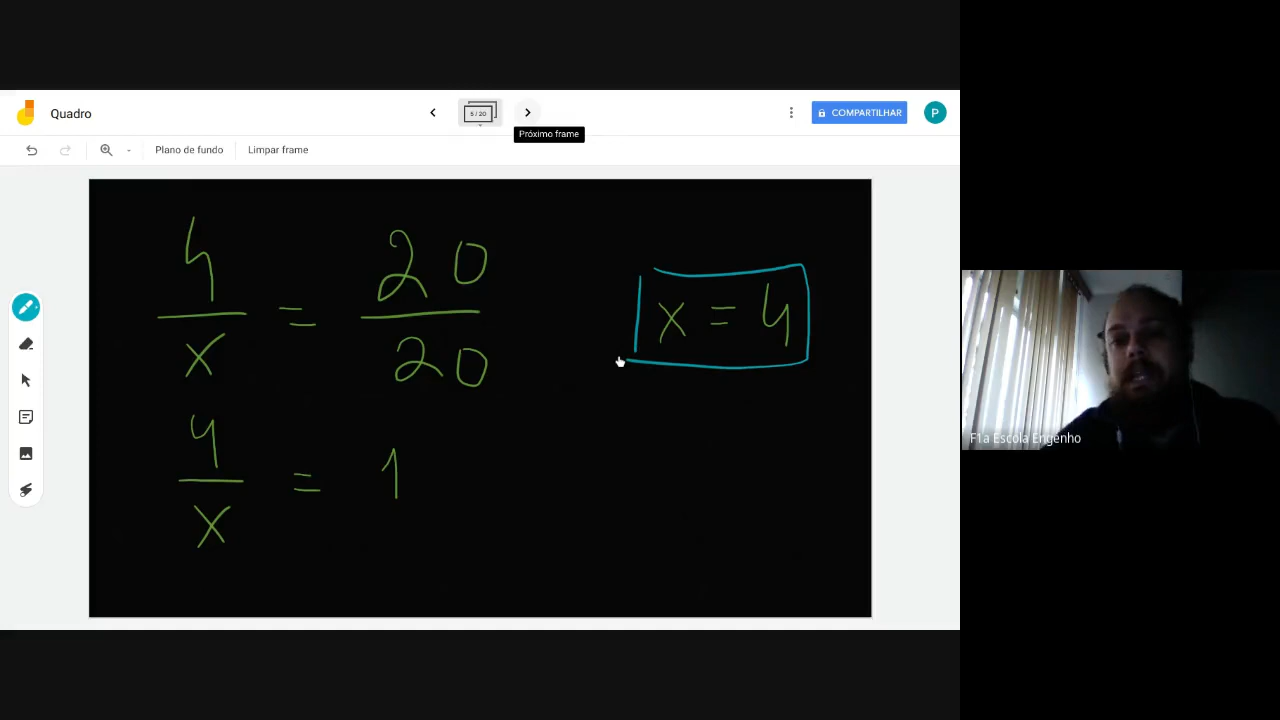 Quadro
5 / 20
COMPARTILHAR
P
Próximo frame
Plano de fundo
Limpar frame
4/x = 20/20
x = 4
4/x = 1
F1a Escola Engenho